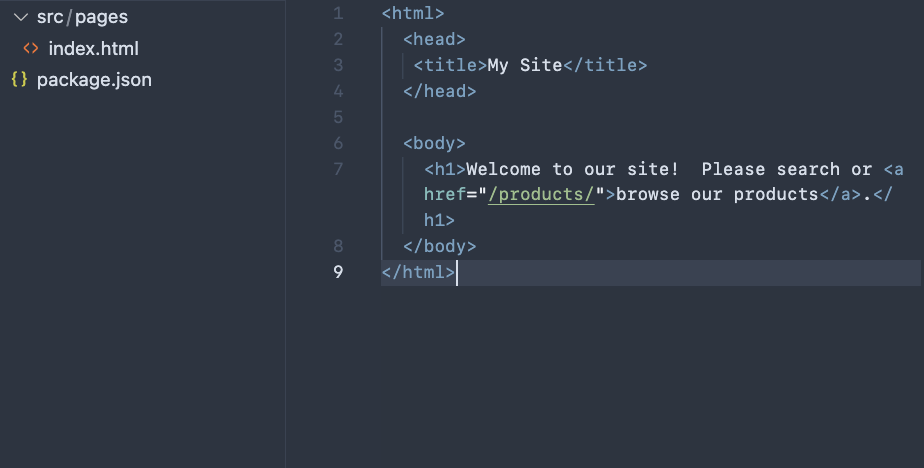 src/pages
index.html
package.json
1 <html>
2 <head>
3 <title>My Site</title>
4 </head>
5
6 <body>
7 <h1>Welcome to our site!  Please search or <a
href="/products/">browse our products</a>.</
h1>
8 </body>
9 </html>